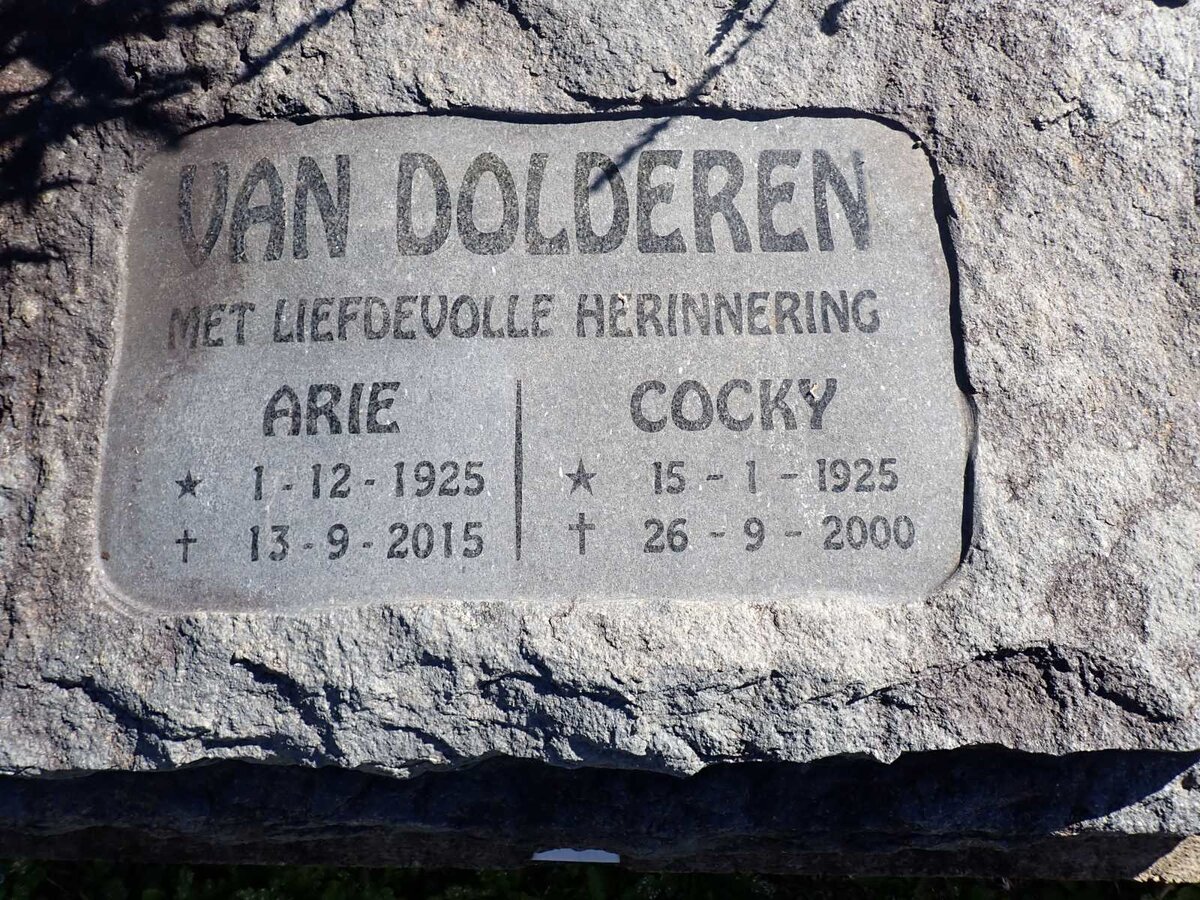 VAN DOLDEREN
MET LIEFDEVOLLE HERINNERING
ARIE
★ 1-12-1925
† 13-9-2015
COCKY
★ 15-1-1925
† 26-9-2000